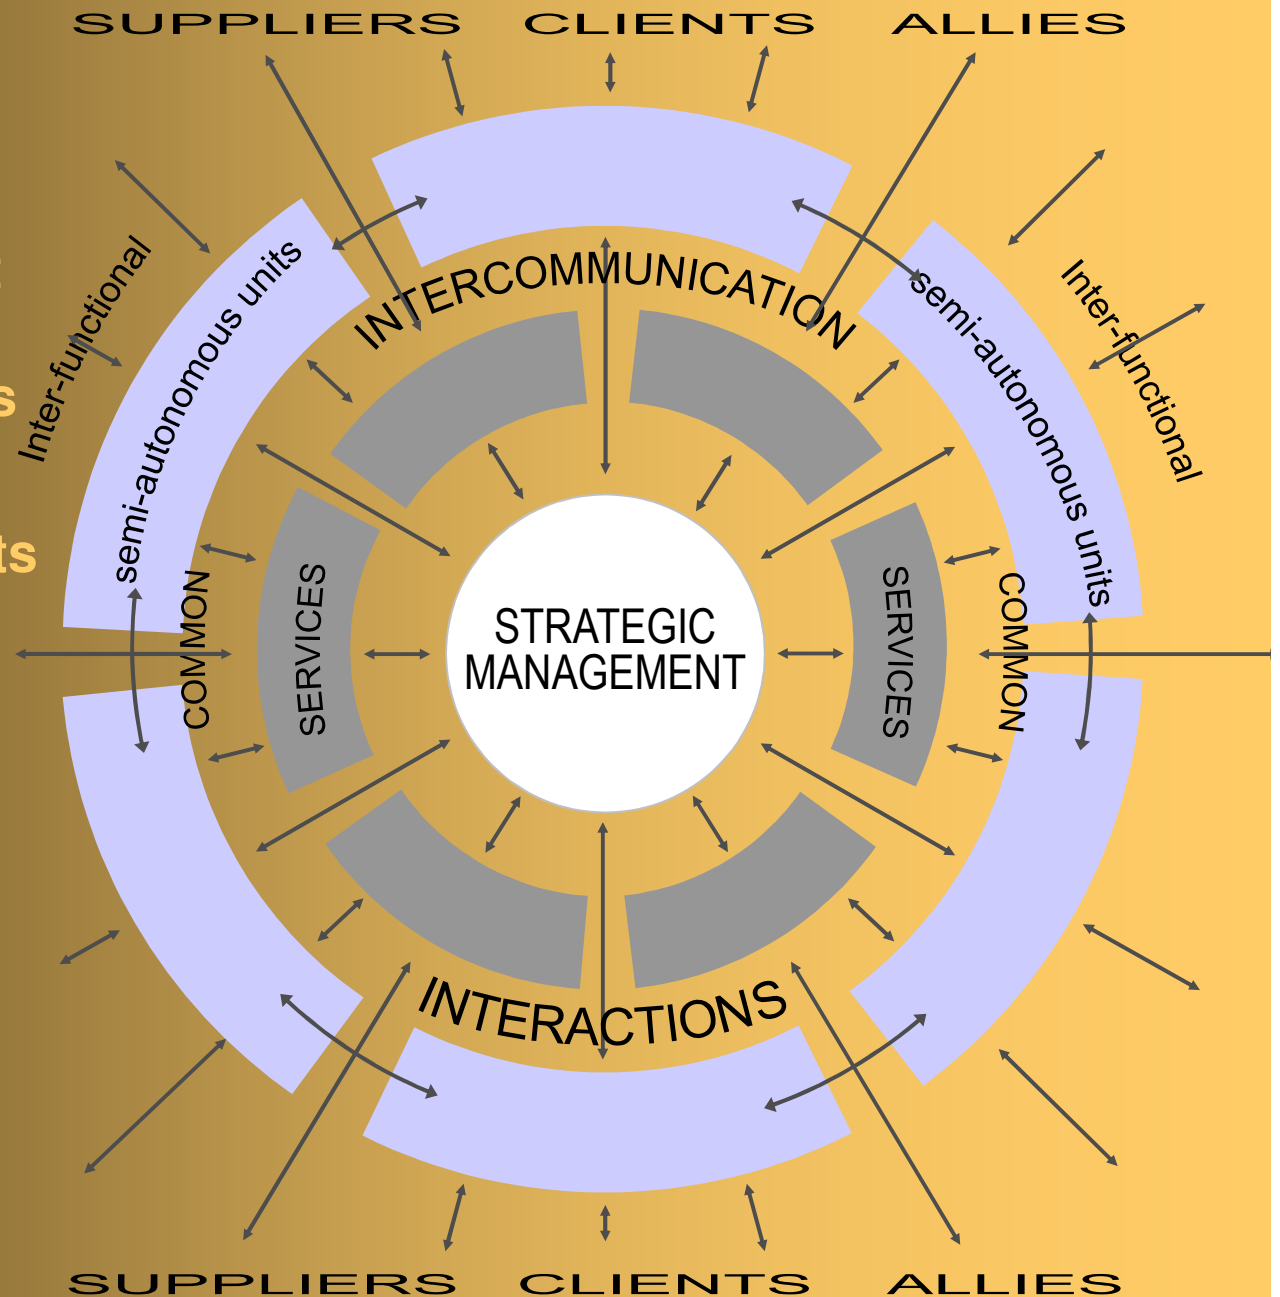 SUPPLIERS CLIENTS ALLIES
Inter-functional
semi-autonomous units
INTERCOMMUNICATION
semi-autonomous units
Inter-functional
COMMON
SERVICES
STRATEGIC
MANAGEMENT
SERVICES
COMMON
INTERACTIONS
SUPPLIERS CLIENTS ALLIES